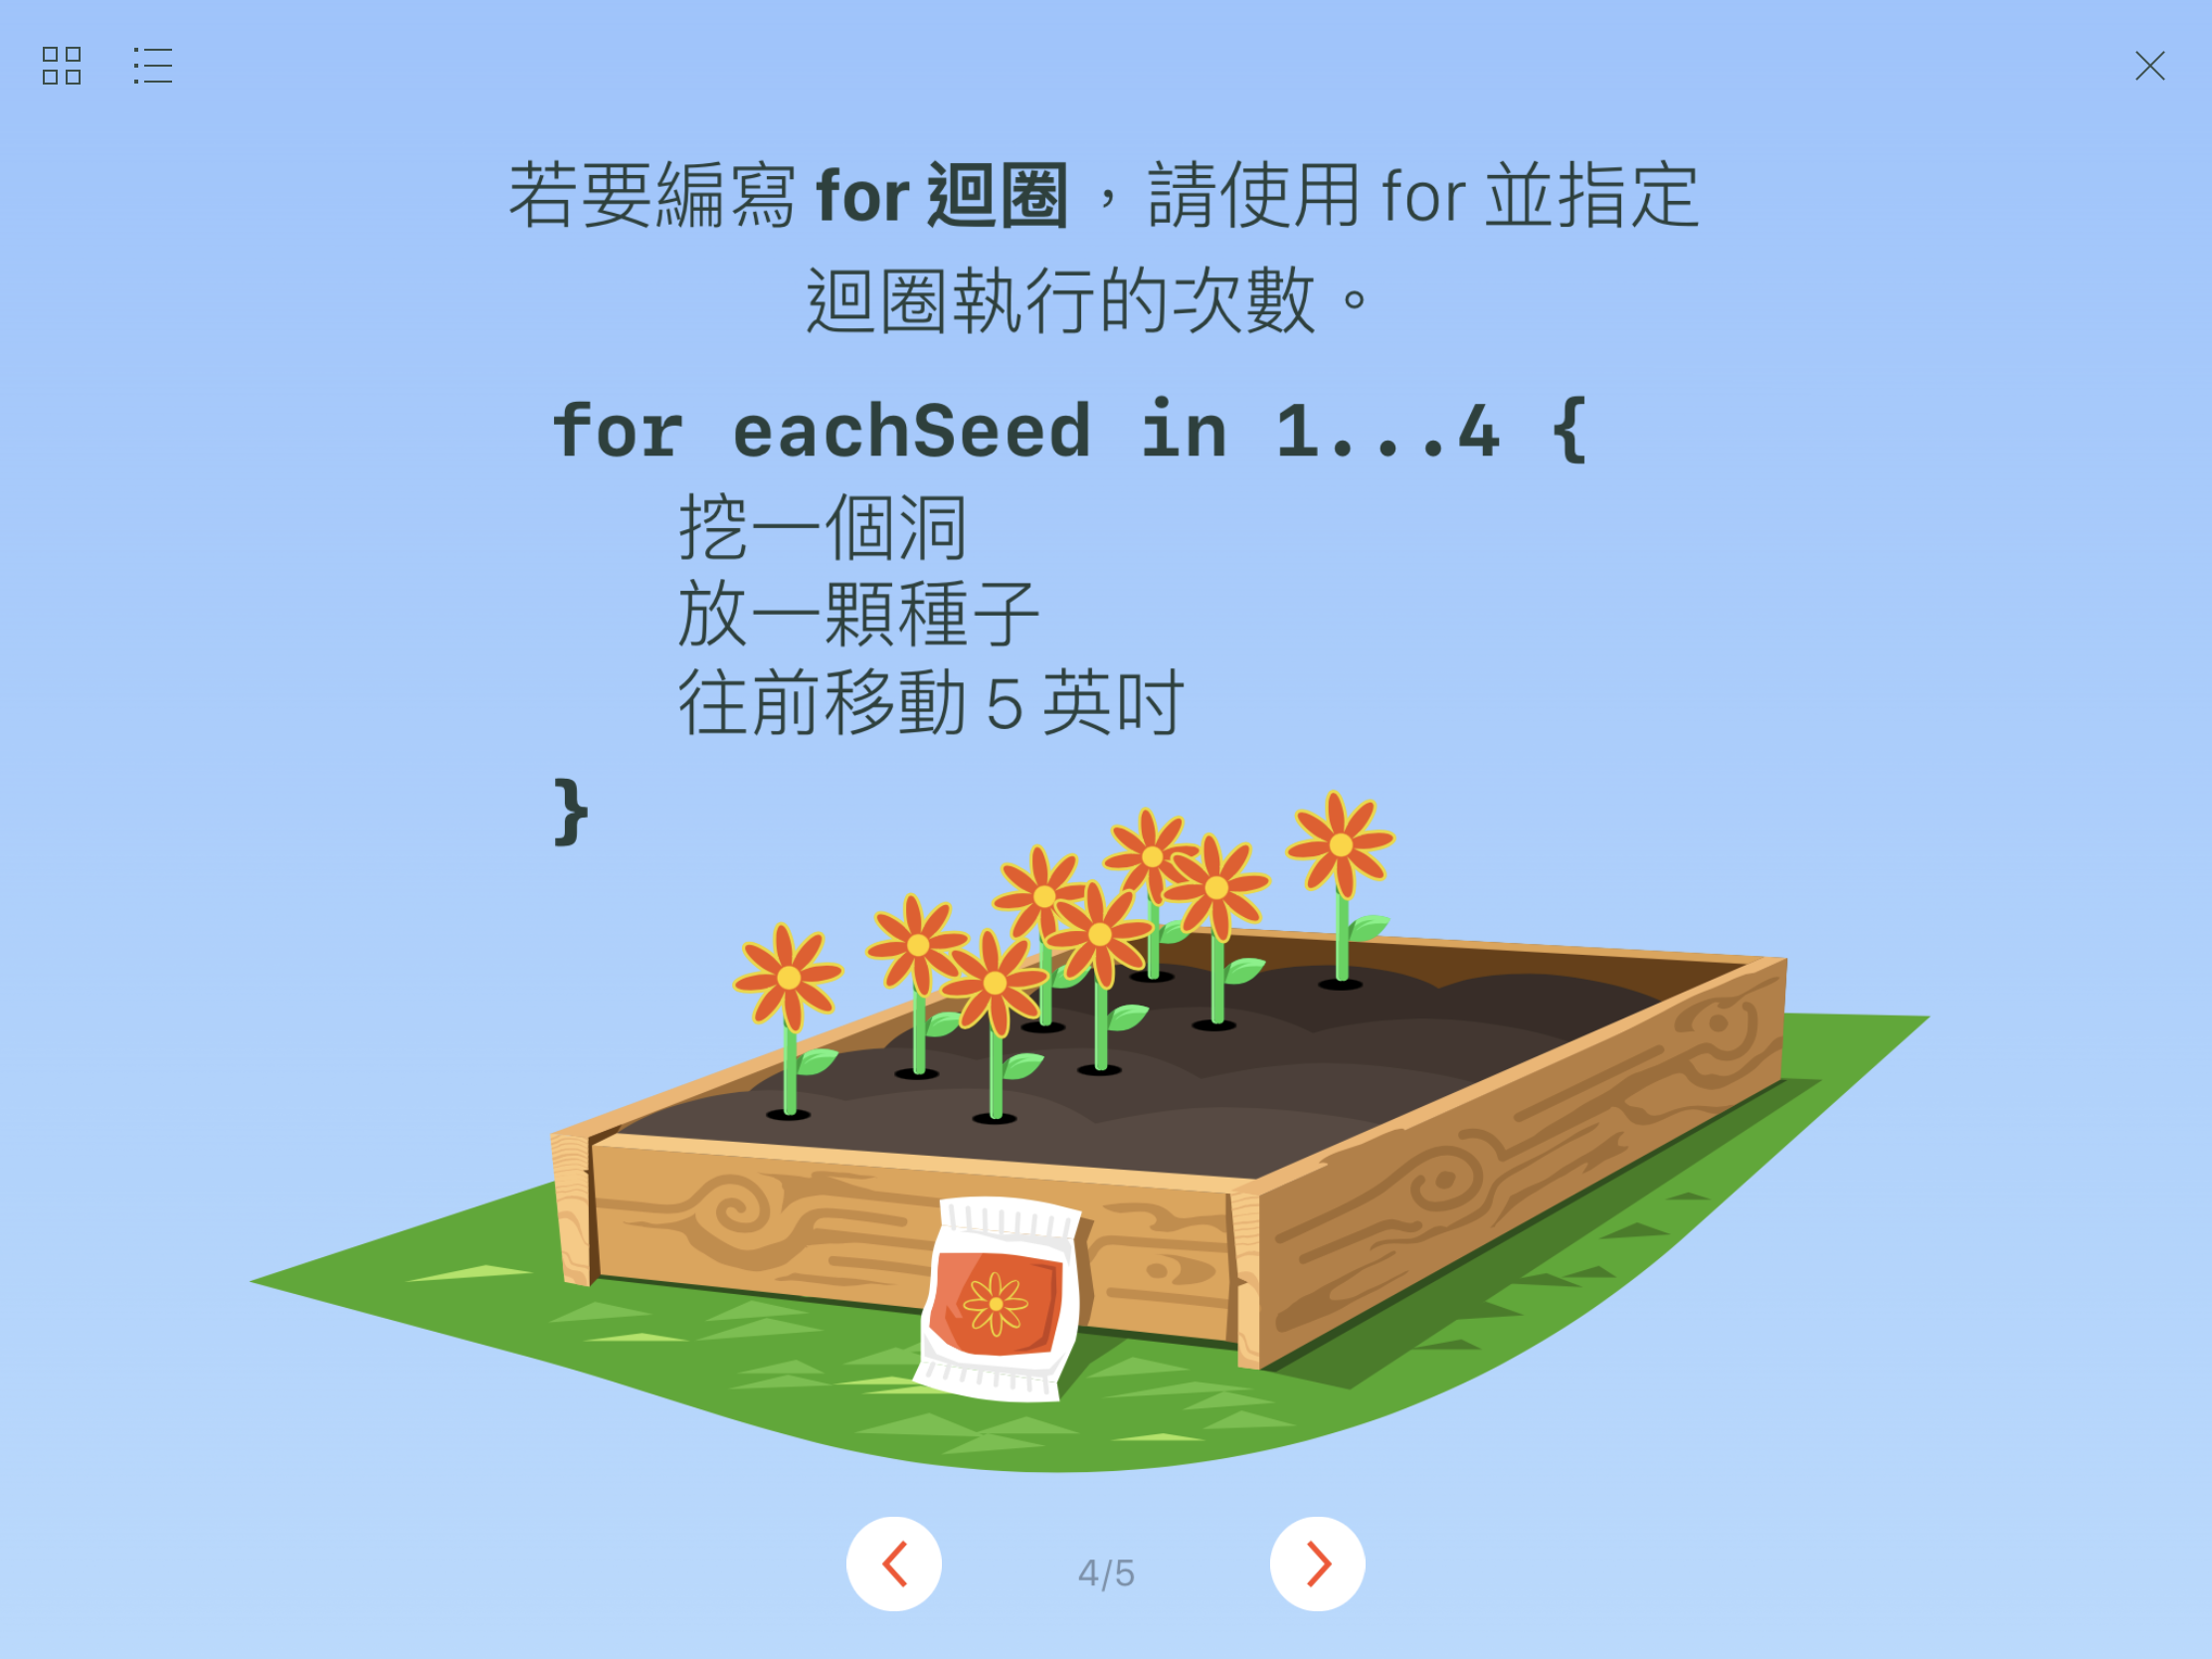 若要編寫 for 迴圈，請使用 for 並指定
迴圈執行的次數。
for eachSeed in 1...4 {
挖一個洞
放一顆種子
往前移動 5 英吋
}
4/5